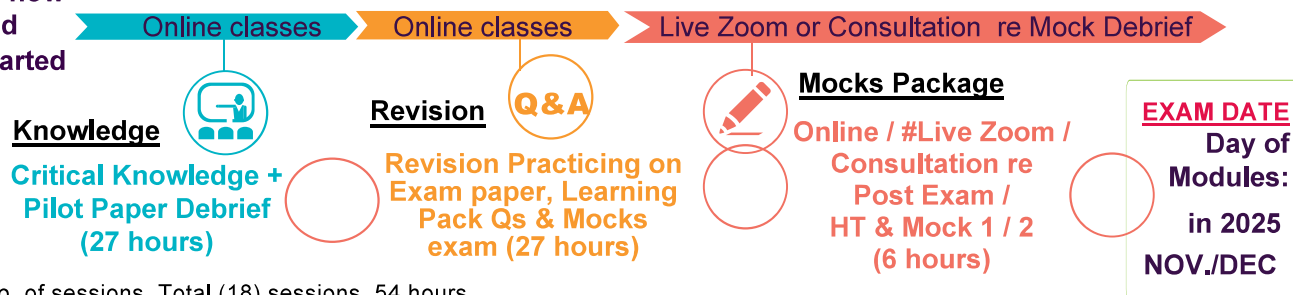 Online classes
Online classes
Live Zoom or Consultation re Mock Debrief
Knowledge
Critical Knowledge +
Pilot Paper Debrief
(27 hours)
Revision
Q&A
Revision Practicing on
Exam paper, Learning
Pack Qs & Mocks
exam (27 hours)
Mocks Package
Online / #Live Zoom /
Consultation re
Post Exam /
HT & Mock 1 / 2
(6 hours)
EXAM DATE
Day of
Modules:
in 2025
NOV./DEC
of sessions Total (18) sessions 54 hours